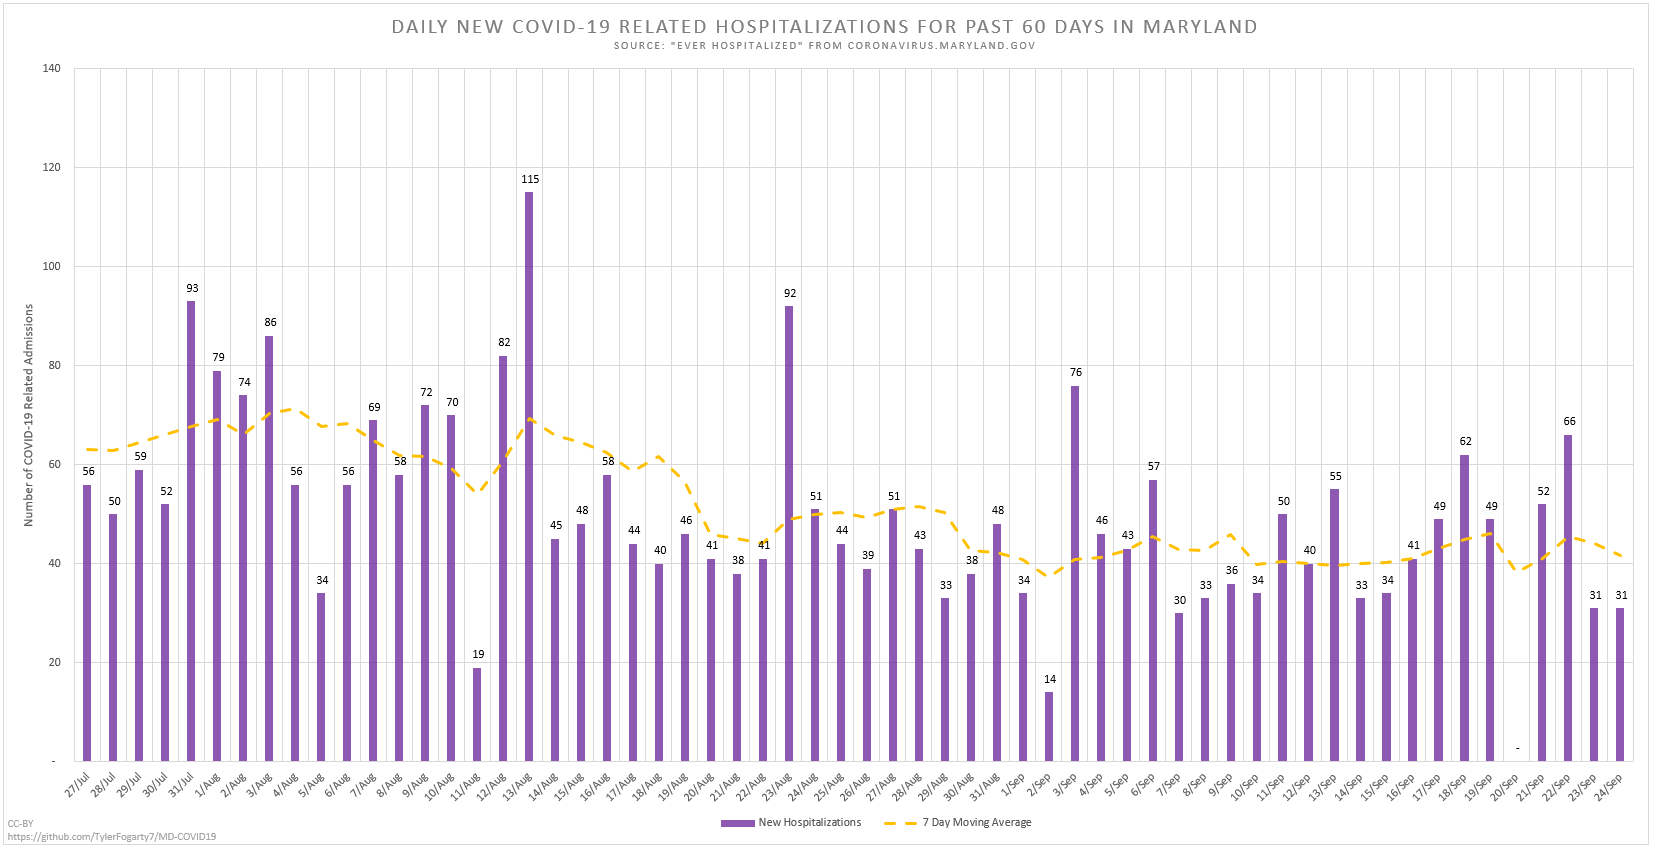 DAILY NEW COVID-19 RELATED HOSPITALIZATIONS FOR PAST 60 DAYS IN MARYLAND
SOURCE: "EVER HOSPITALIZED" FROM CORONAVIRUS.MARYLAND.GOV
Number of COVID-19 Related Admissions
140
120
100
80
60
40
20
-
56 50 59 52 93 79 74 86 56 34 56 69 58 72 70 19 82 115 45 48 58 44 40 46 41 38 41 92 51 44 39 51 43 33 38 48 34 14 76 46 43 57 30 33 36 34 50 40 55 33 34 41 49 62 49 - 52 66 31 31
27/Jul 28/Jul 29/Jul 30/Jul 31/Jul 1/Aug 2/Aug 3/Aug 4/Aug 5/Aug 6/Aug 7/Aug 8/Aug 9/Aug 10/Aug 11/Aug 12/Aug 13/Aug 14/Aug 15/Aug 16/Aug 17/Aug 18/Aug 19/Aug 20/Aug 21/Aug 22/Aug 23/Aug 24/Aug 25/Aug 26/Aug 27/Aug 28/Aug 29/Aug 30/Aug 31/Aug 1/Sep 2/Sep 3/Sep 4/Sep 5/Sep 6/Sep 7/Sep 8/Sep 9/Sep 10/Sep 11/Sep 12/Sep 13/Sep 14/Sep 15/Sep 16/Sep 17/Sep 18/Sep 19/Sep 20/Sep 21/Sep 22/Sep 23/Sep 24/Sep
New Hospitalizations 7 Day Moving Average
CC-BY
https://github.com/TylerFogarty7/MD-COVID19